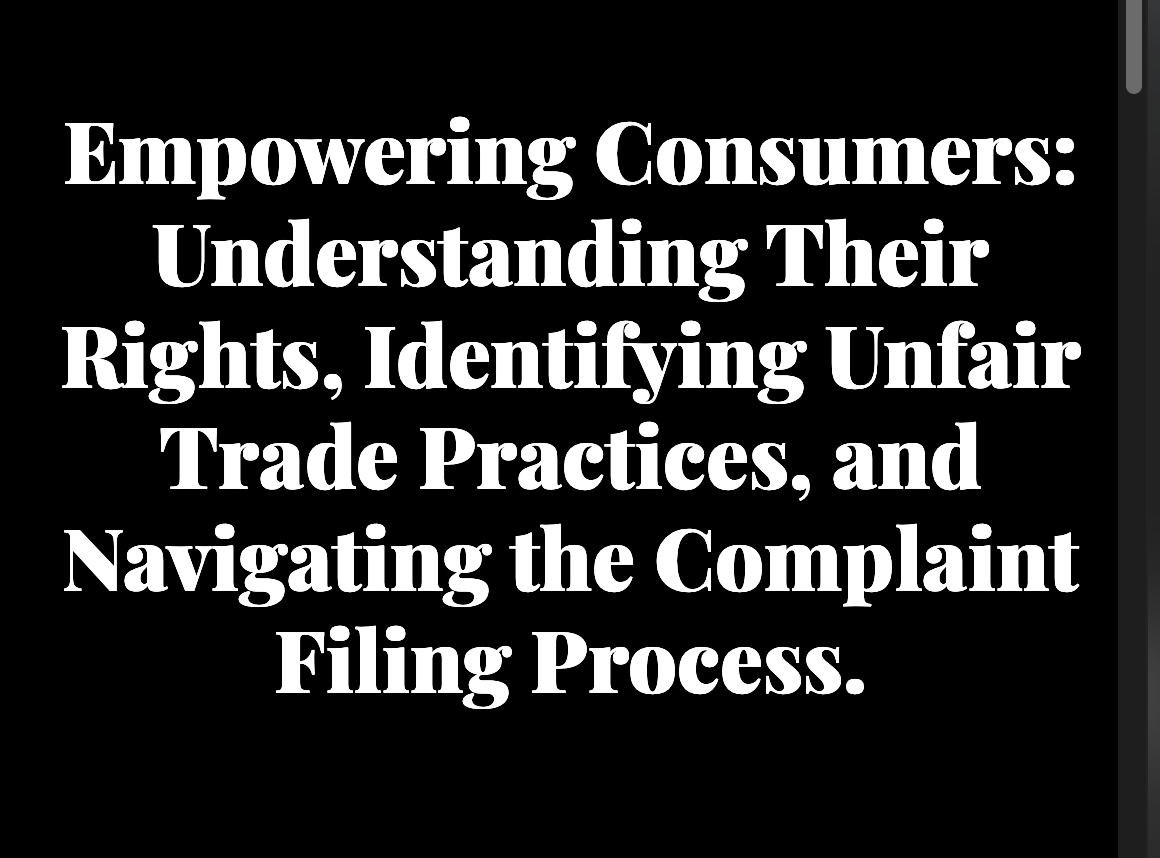 Empowering Consumers:
Understanding Their
Rights, Identifying Unfair
Trade Practices, and
Navigating the Complaint
Filing Process.